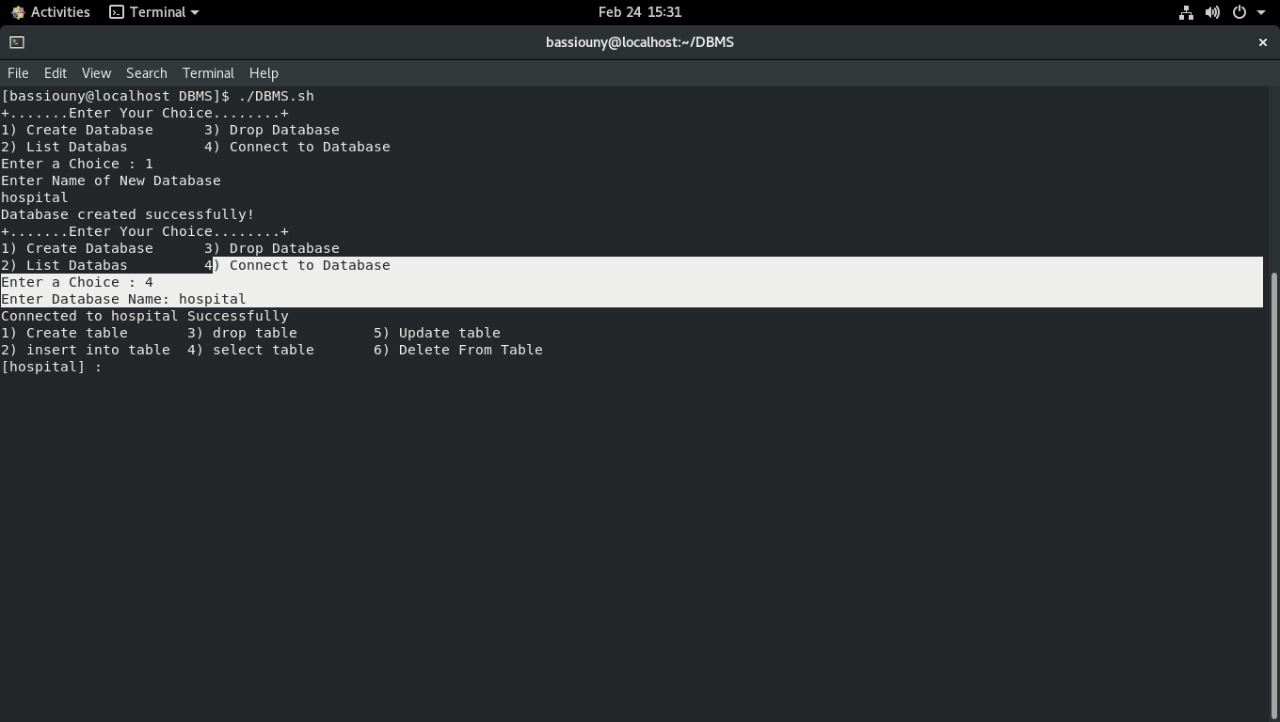 Activities Terminal Feb 24 15:31
bassiouny@localhost:~/DBMS ×
File Edit View Search Terminal Help
[bassiouny@localhost DBMS]$ ./DBMS.sh
+.......Enter Your Choice........+
1) Create Database      3) Drop Database
2) List Databas         4) Connect to Database
Enter a Choice : 1
Enter Name of New Database
hospital
Database created successfully!
+.......Enter Your Choice........+
1) Create Database      3) Drop Database
2) List Databas         4) Connect to Database
Enter a Choice : 4
Enter Database Name: hospital
Connected to hospital Successfully
1) Create table       3) drop table         5) Update table
2) insert into table  4) select table       6) Delete From Table
[hospital] :